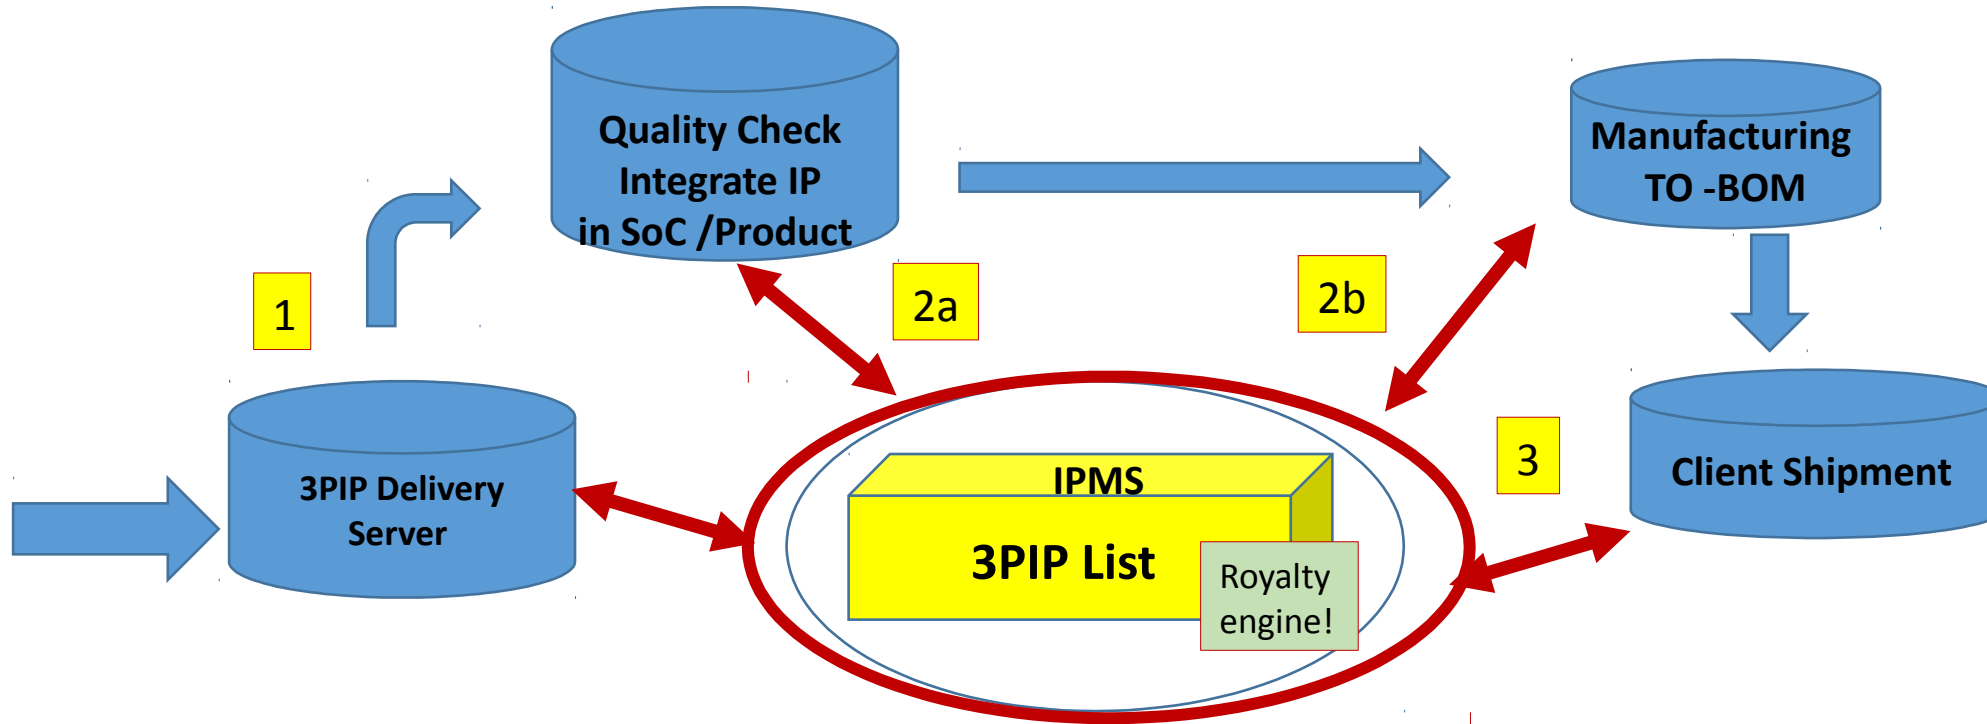 Quality Check
Integrate IP
in SoC /Product
Manufacturing
TO -BOM
1
2a
2b
3PIP Delivery
Server
IPMS
3PIP List
Royalty
engine!
3
Client Shipment